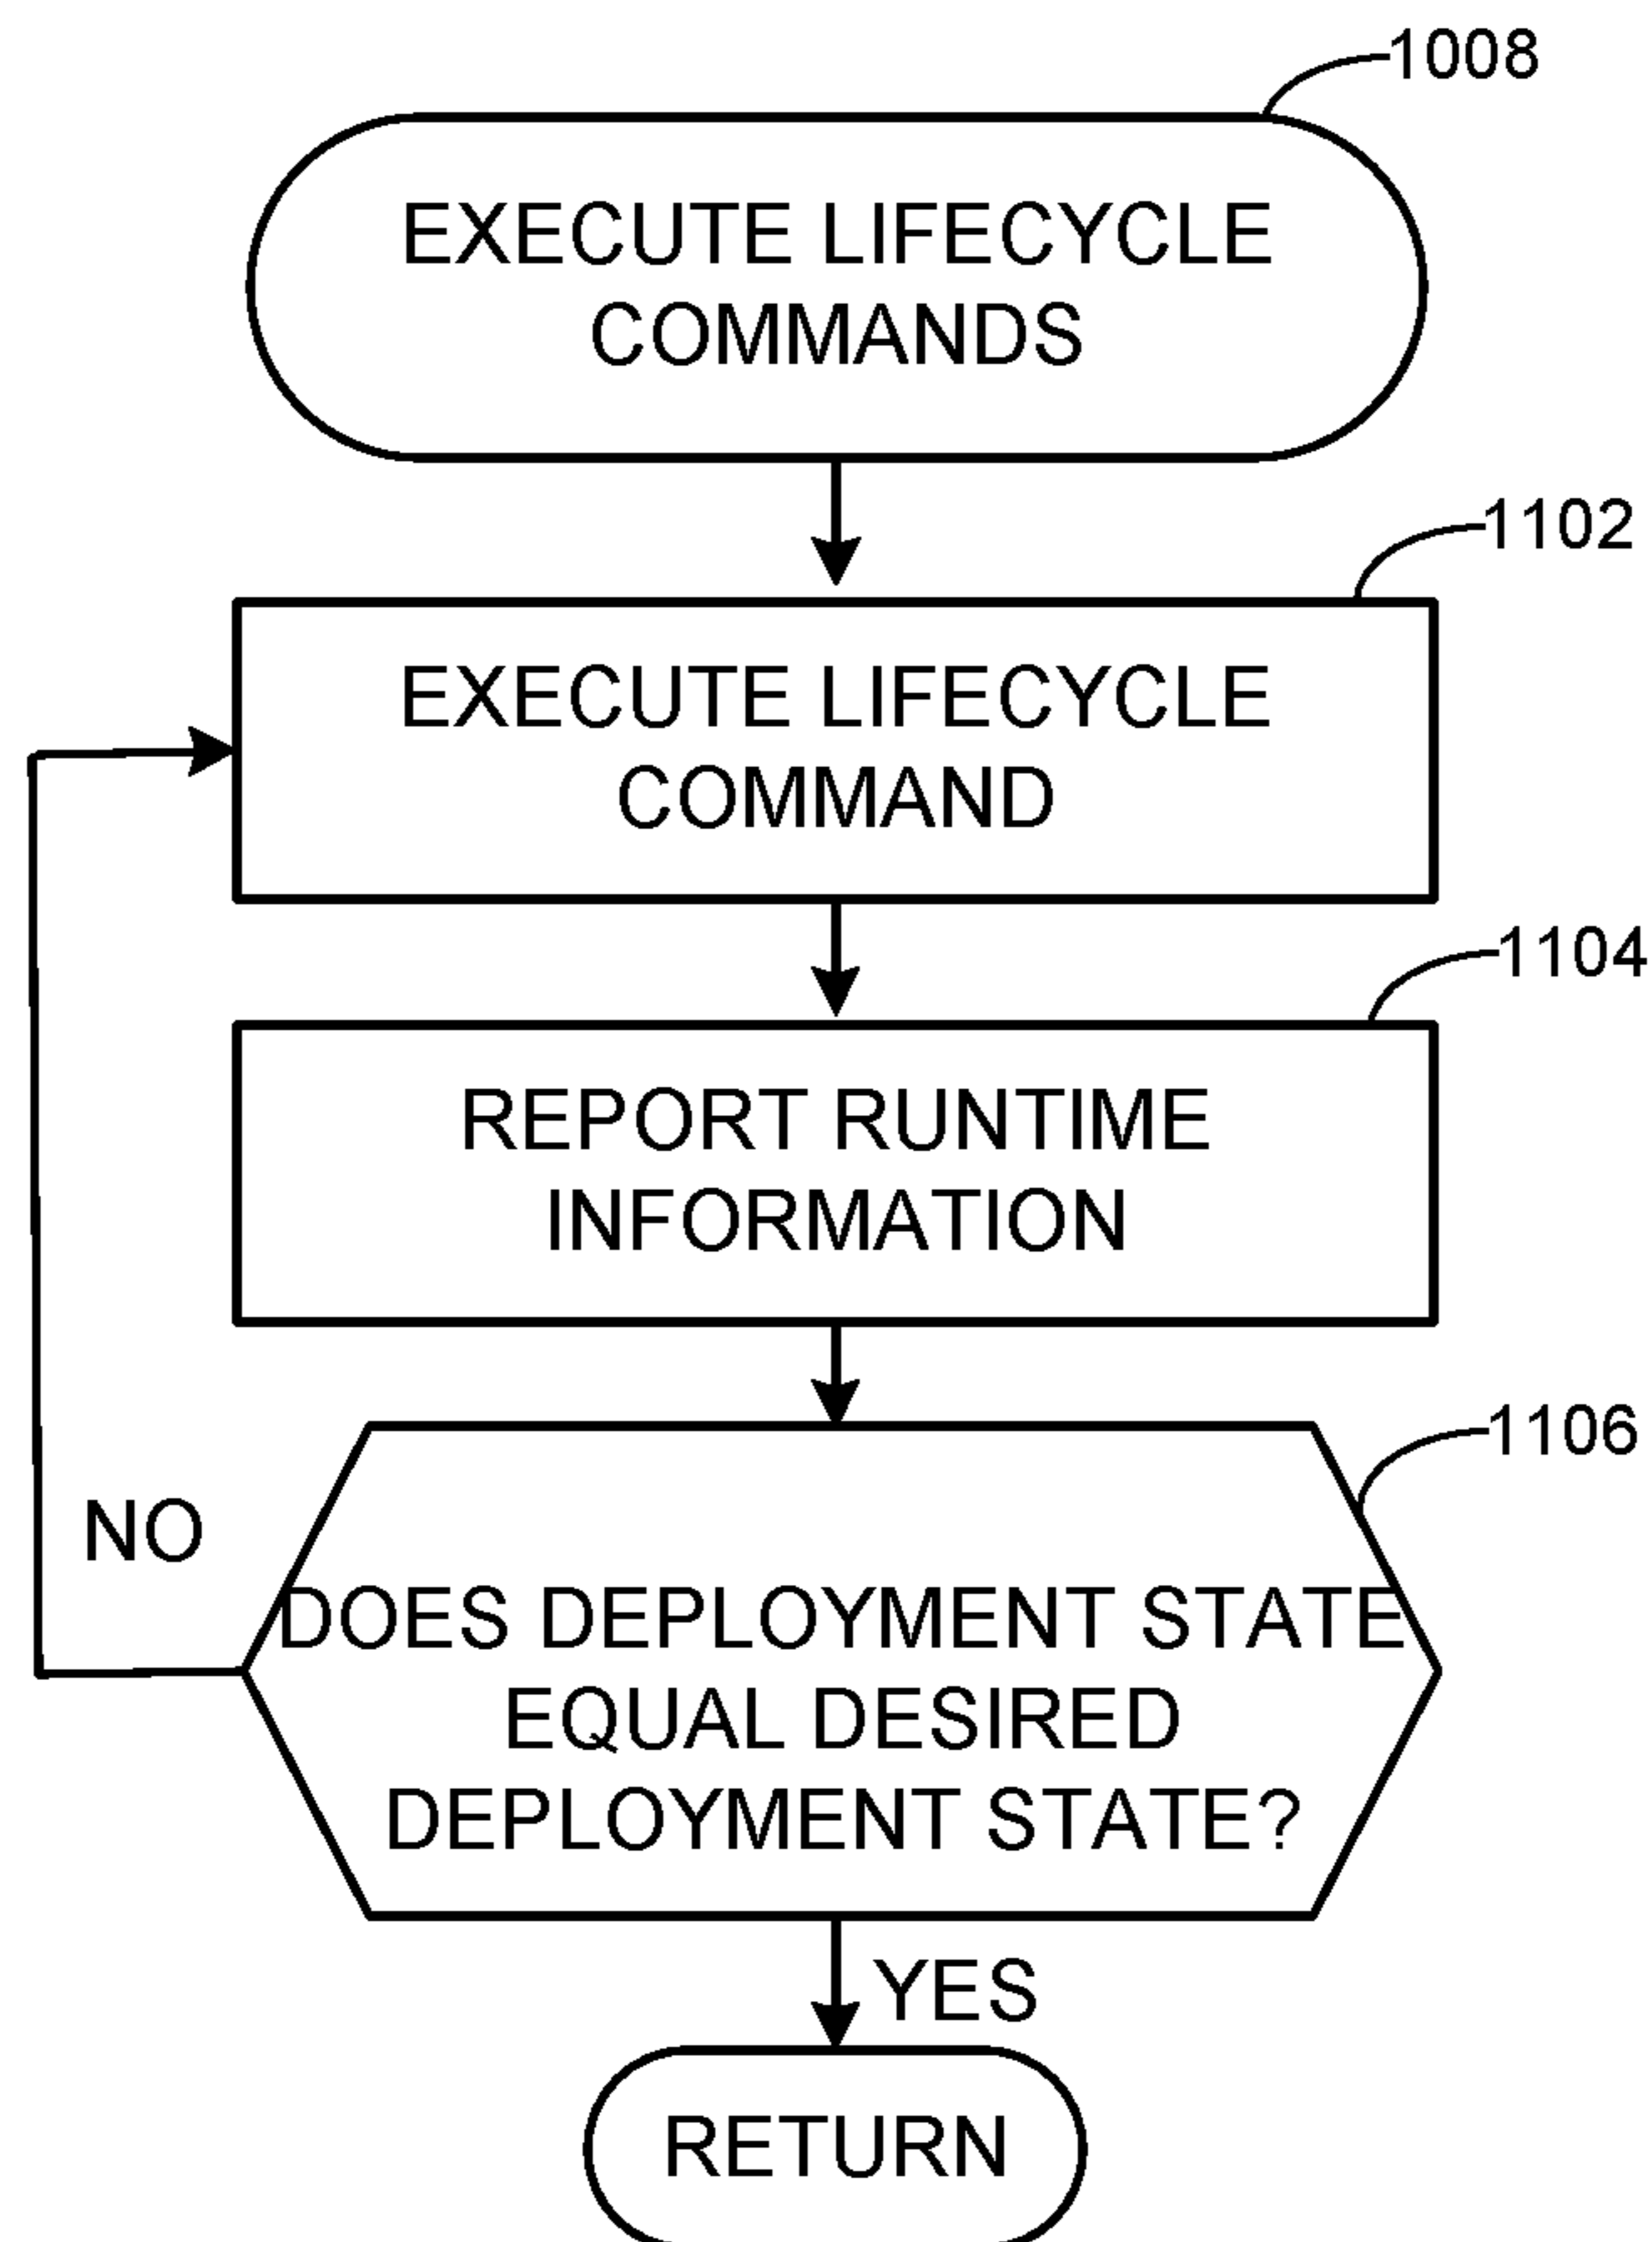 1008
EXECUTE LIFECYCLE
COMMANDS
1102
EXECUTE LIFECYCLE
COMMAND
1104
REPORT RUNTIME
INFORMATION
1106
NO
DOES DEPLOYMENT STATE
EQUAL DESIRED
DEPLOYMENT STATE?
YES
RETURN